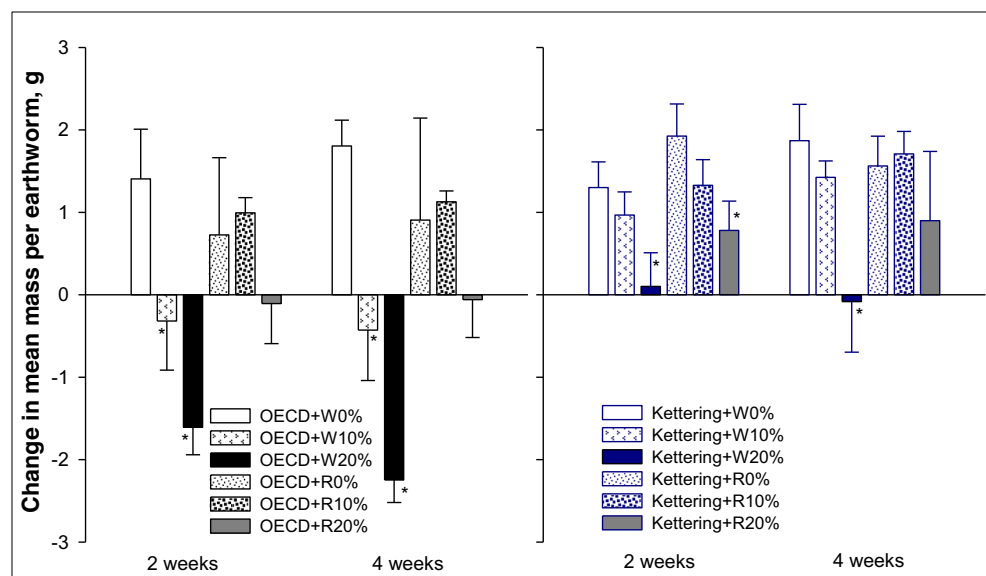 Change in mean mass per earthworm, g
3
2
1
0
-1
-2
-3
*
*
*
*
*
*
*
OECD+W0%
OECD+W10%
OECD+W20%
OECD+R0%
OECD+R10%
OECD+R20%
Kettering+W0%
Kettering+W10%
Kettering+W20%
Kettering+R0%
Kettering+R10%
Kettering+R20%
2 weeks
4 weeks
2 weeks
4 weeks